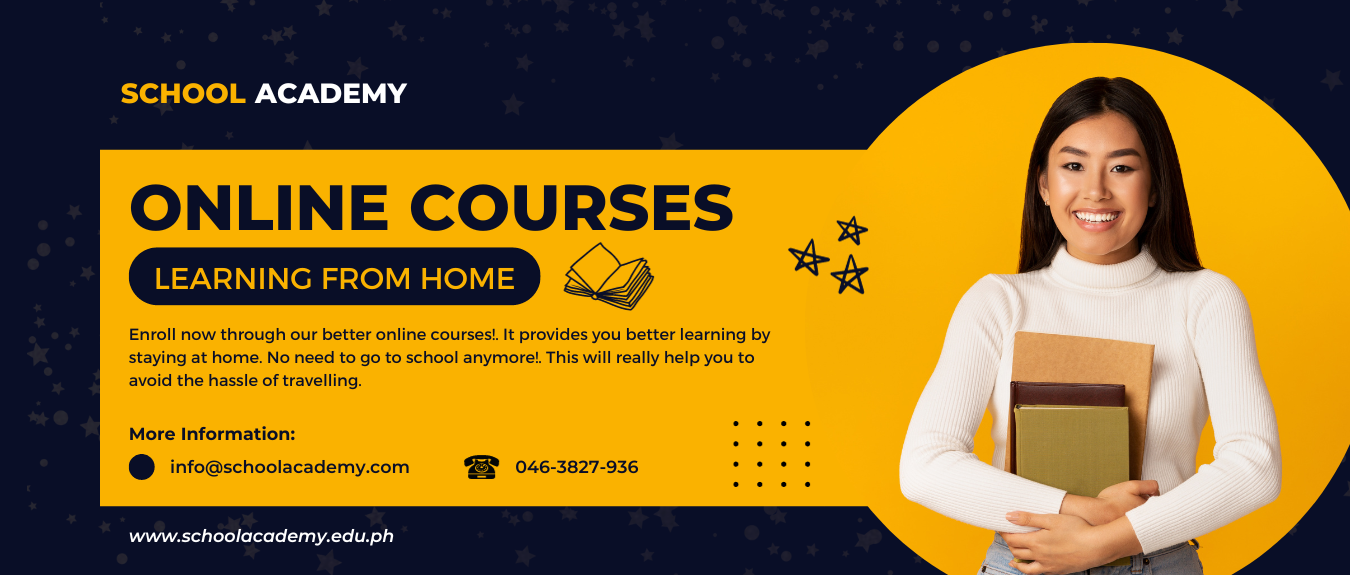 SCHOOL ACADEMY
ONLINE COURSES
LEARNING FROM HOME
Enroll now through our better online courses!. It provides you better learning by
staying at home. No need to go to school anymore!. This will really help you to
avoid the hassle of travelling.
More Information:
info@schoolacademy.com
046-3827-936
www.schoolacademy.edu.ph